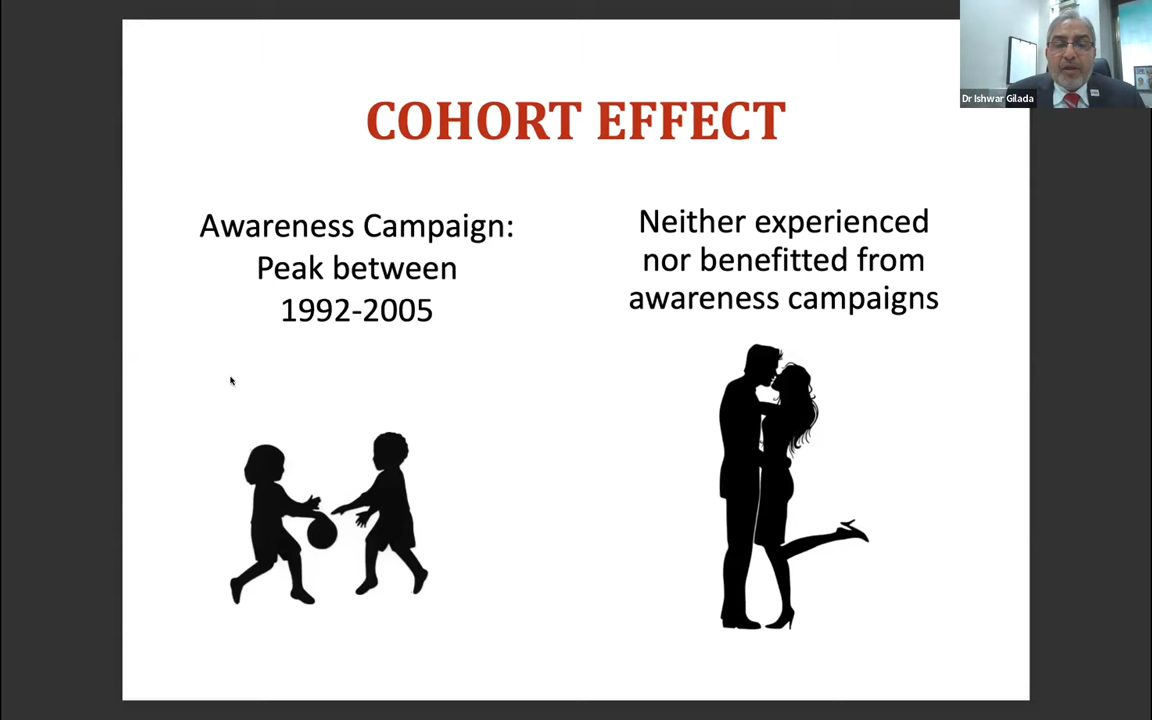 Dr Ishwar Gilada
COHORT EFFECT
Awareness Campaign:
Peak between
1992-2005
Neither experienced
nor benefitted from
awareness campaigns